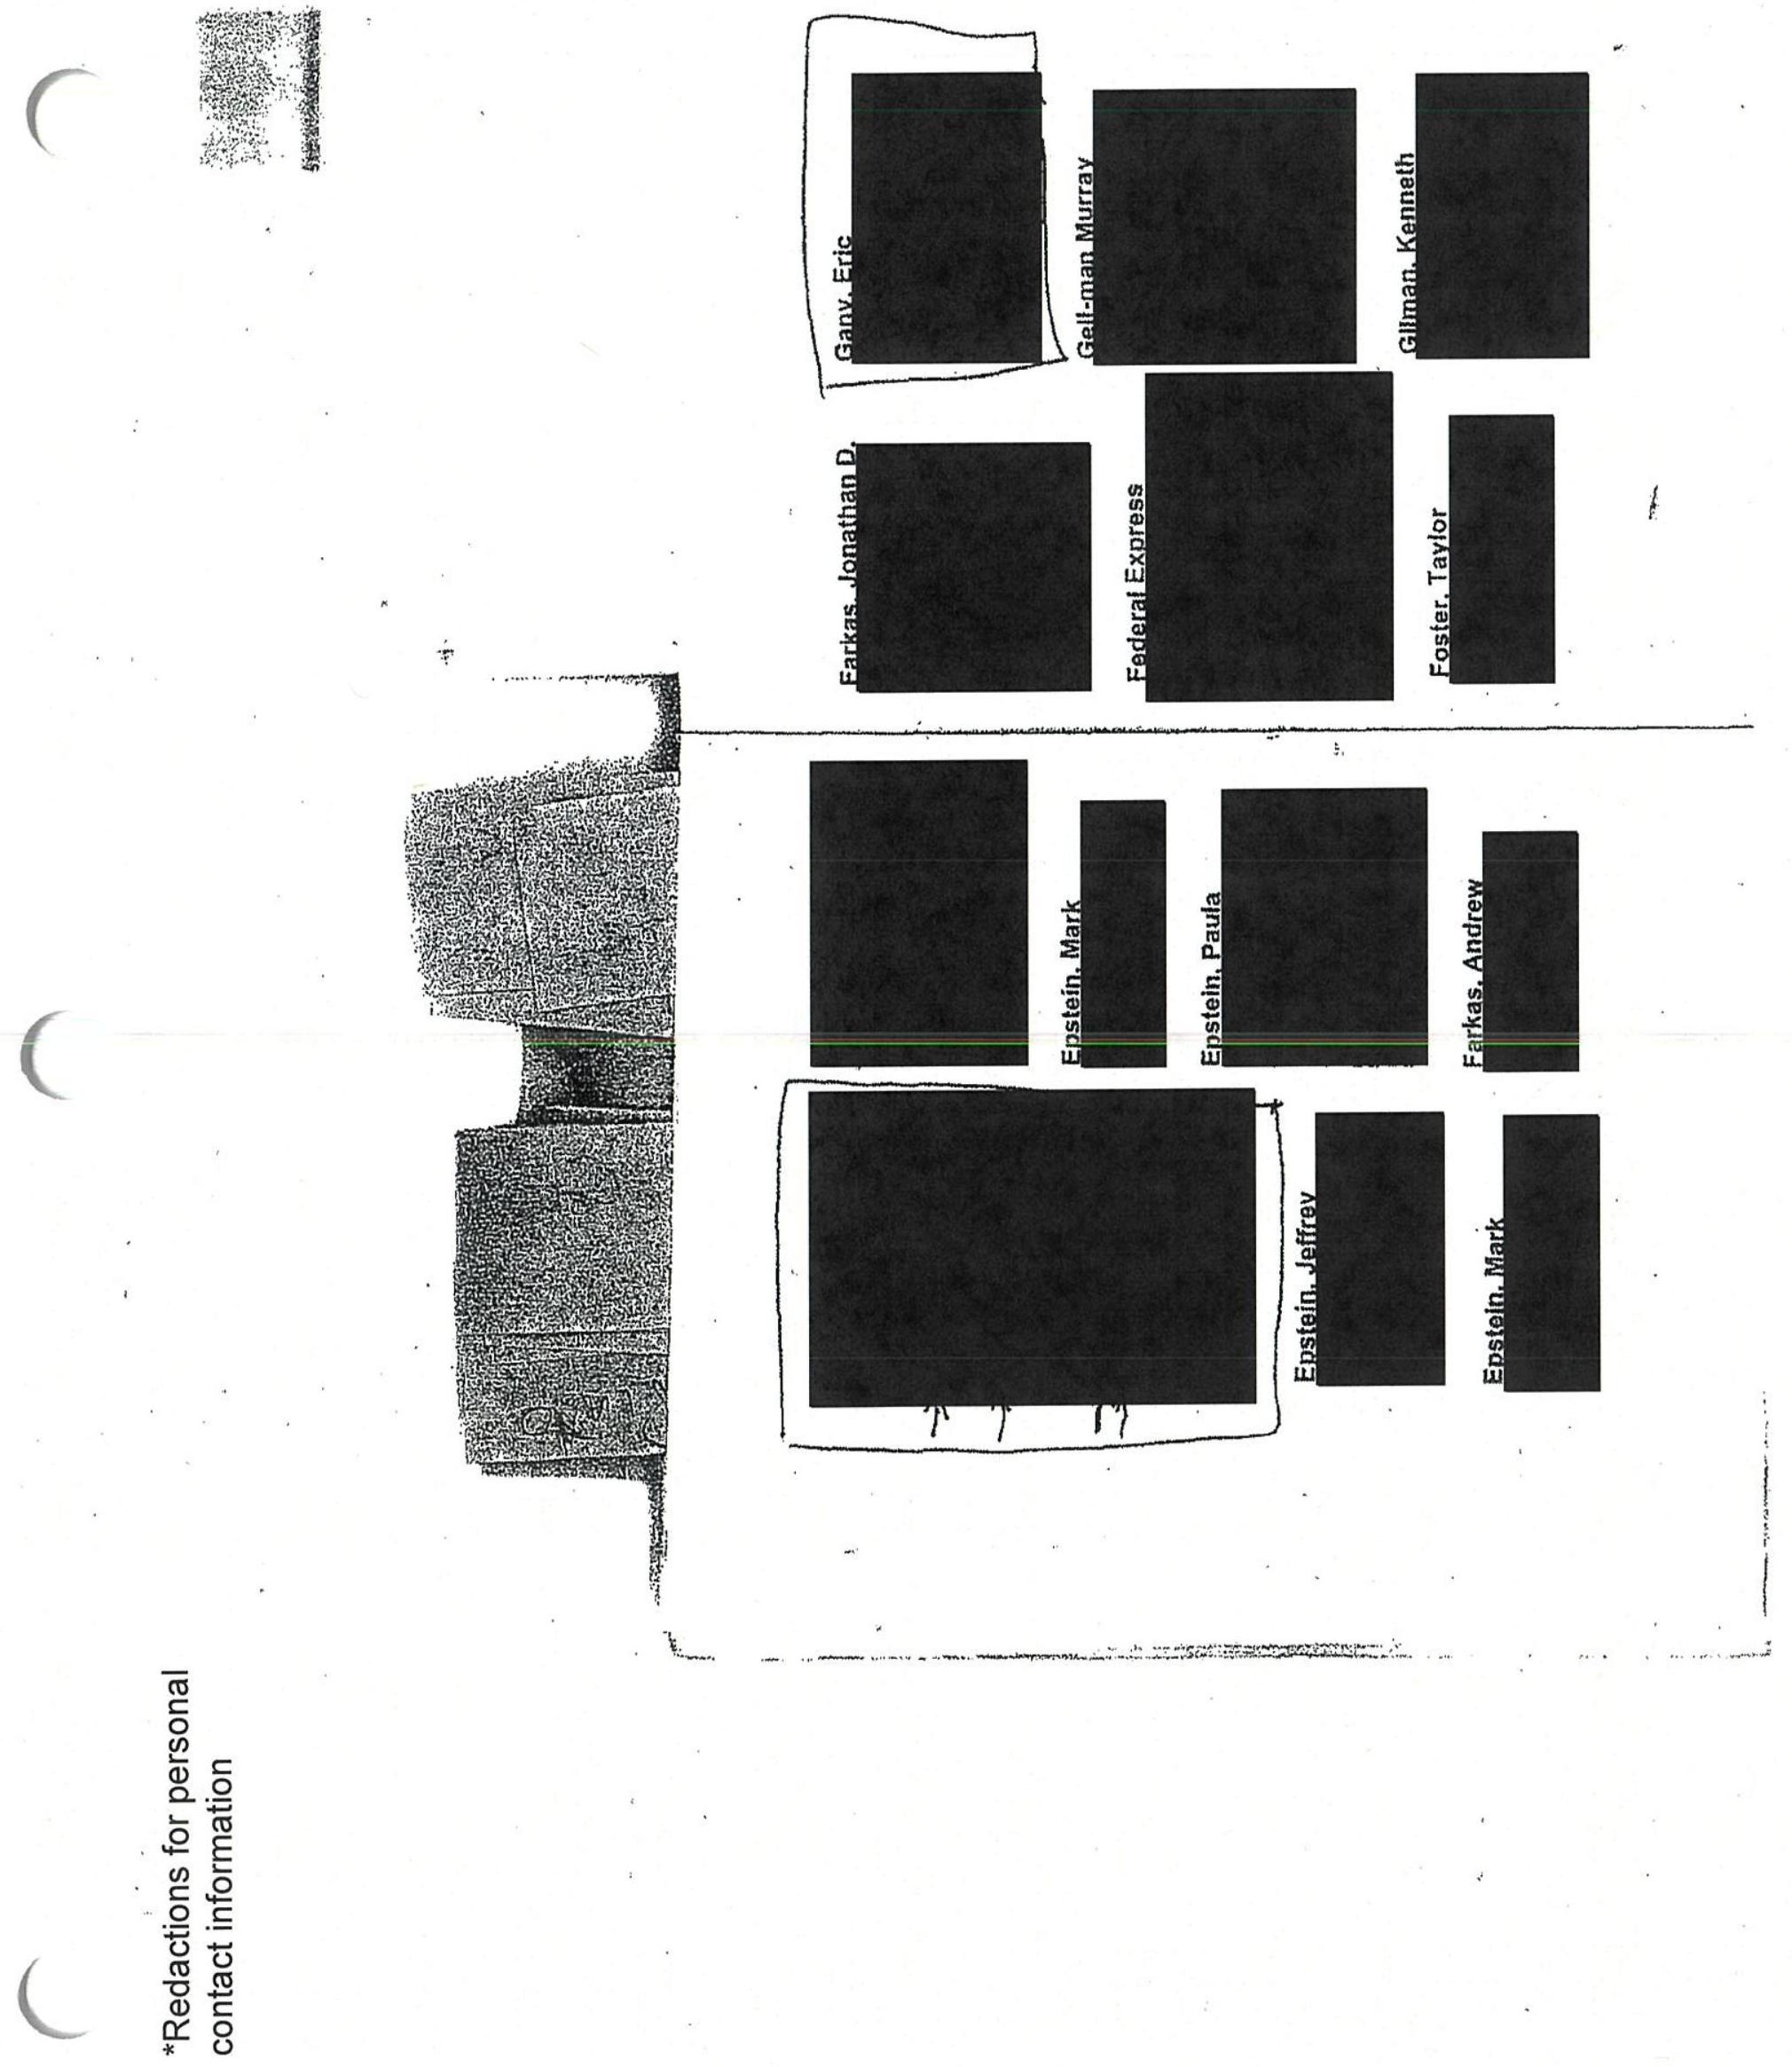 *Redactions for personal
contact information
Epstein, Jeffrey
Epstein, Mark
Epstein, Mark
Epstein, Paula
Farkas, Andrew
Farkas, Jonathan D.
Federal Express
Foster, Taylor
Gany, Eric
Gell-man Murray
Gilman, Kenneth